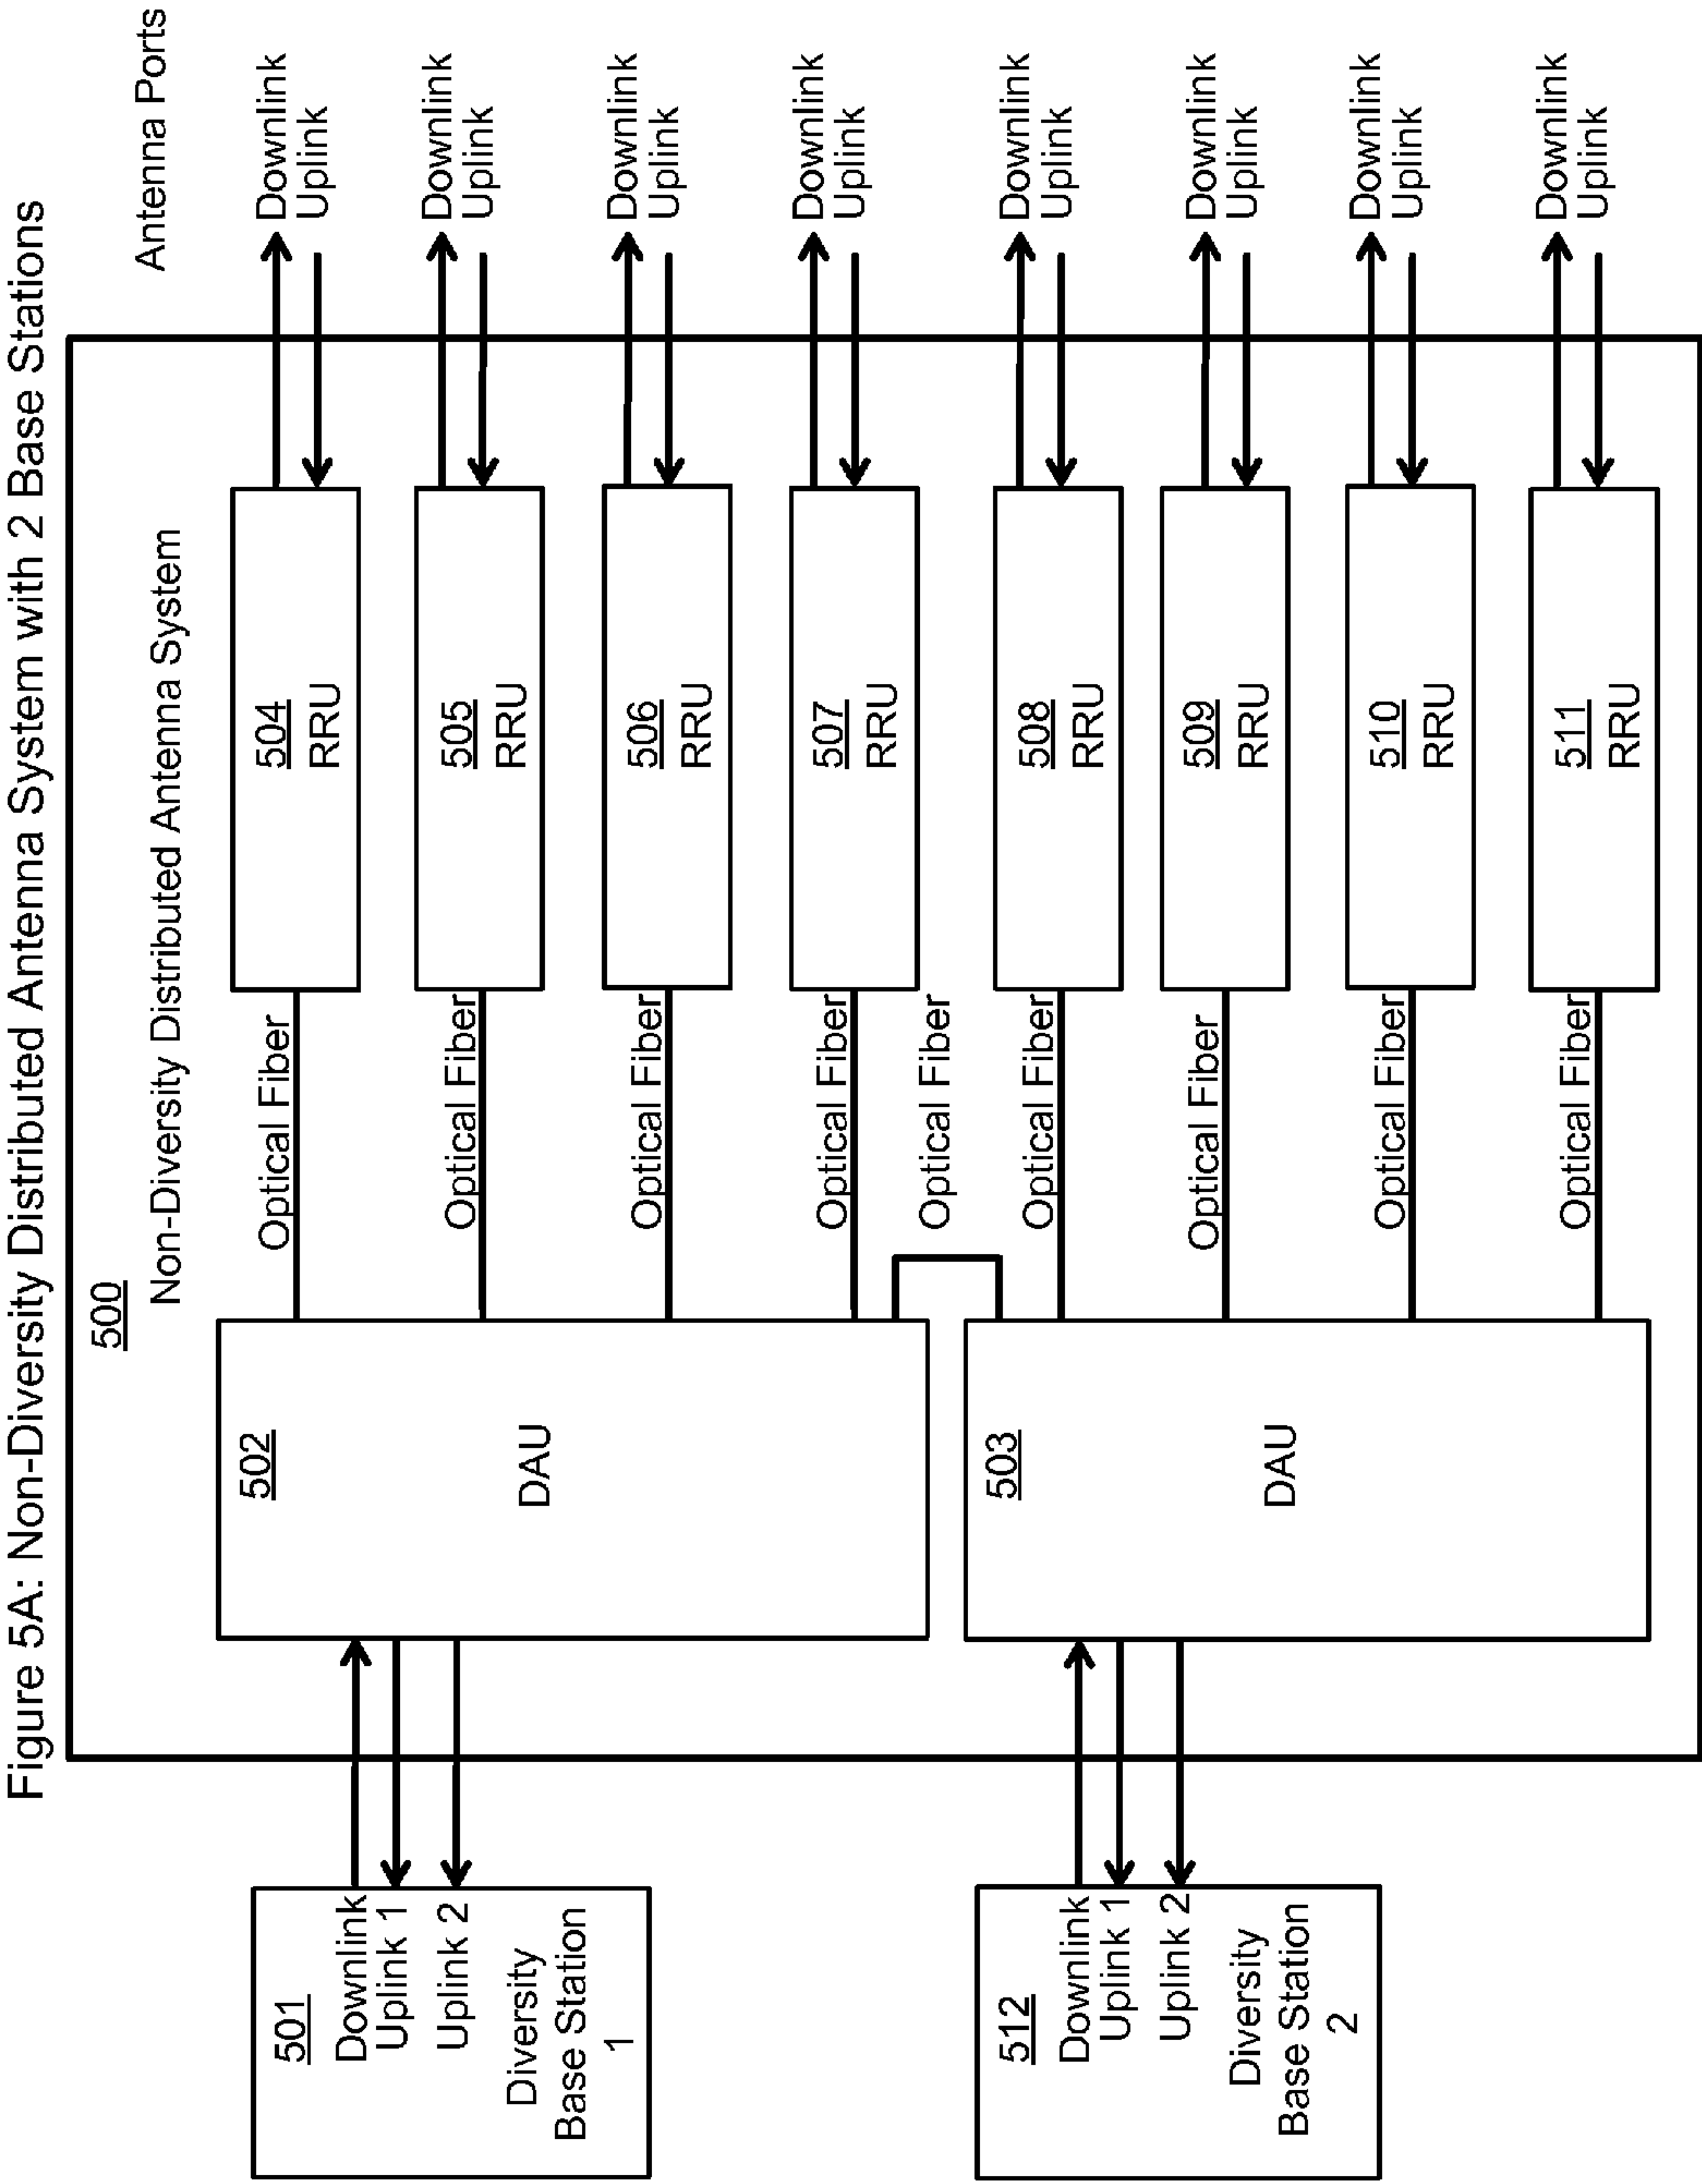 Figure 5A: Non-Diversity Distributed Antenna System with 2 Base Stations
Antenna Ports
500
Non-Diversity Distributed Antenna System
501
Downlink
Uplink 1
Uplink 2
Diversity
Base Station
1
502
DAU
Optical Fiber
504
RRU
Downlink
Uplink
Optical Fiber
505
RRU
Downlink
Uplink
Optical Fiber
506
RRU
Downlink
Uplink
Optical Fiber
507
RRU
Downlink
Uplink
Optical Fiber
512
Downlink
Uplink 1
Uplink 2
Diversity
Base Station
2
503
DAU
Optical Fiber
508
RRU
Downlink
Uplink
Optical Fiber
509
RRU
Downlink
Uplink
Optical Fiber
510
RRU
Downlink
Uplink
Optical Fiber
511
RRU
Downlink
Uplink